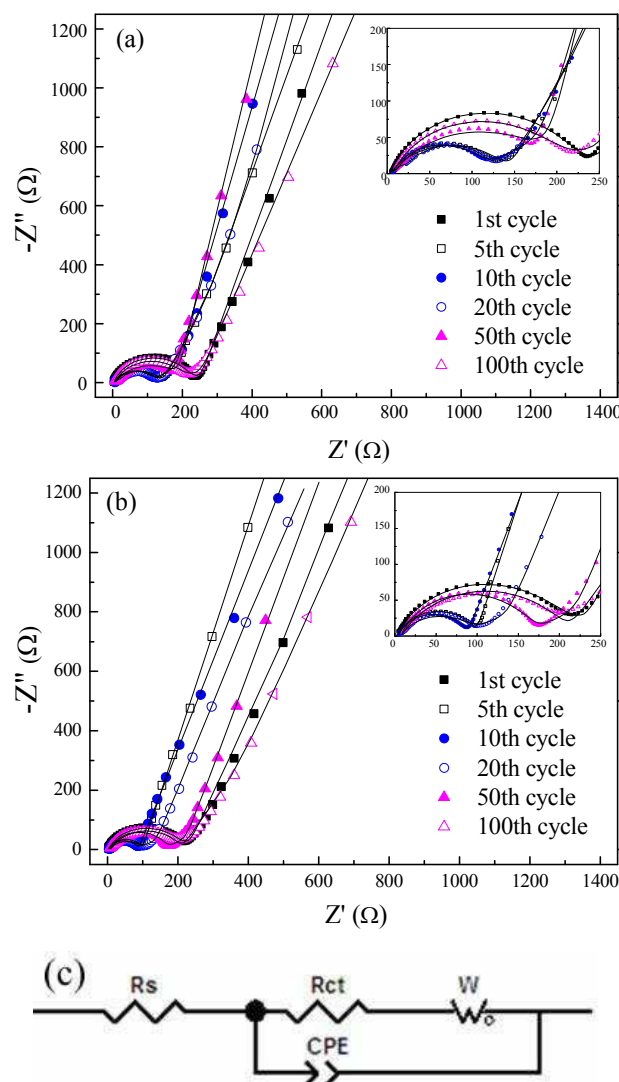 (a)
-Z'' (Ω)
1200
1000
800
600
400
200
0
0 200 400 600 800 1000 1200 1400
Z' (Ω)
200
150
100
50
0
0 50 100 150 200 250
1st cycle
5th cycle
10th cycle
20th cycle
50th cycle
100th cycle
(b)
-Z'' (Ω)
1200
1000
800
600
400
200
0
0 200 400 600 800 1000 1200 1400
Z' (Ω)
200
150
100
50
0
0 50 100 150 200 250
1st cycle
5th cycle
10th cycle
20th cycle
50th cycle
100th cycle
(c)
Rs Rct W
o
CPE